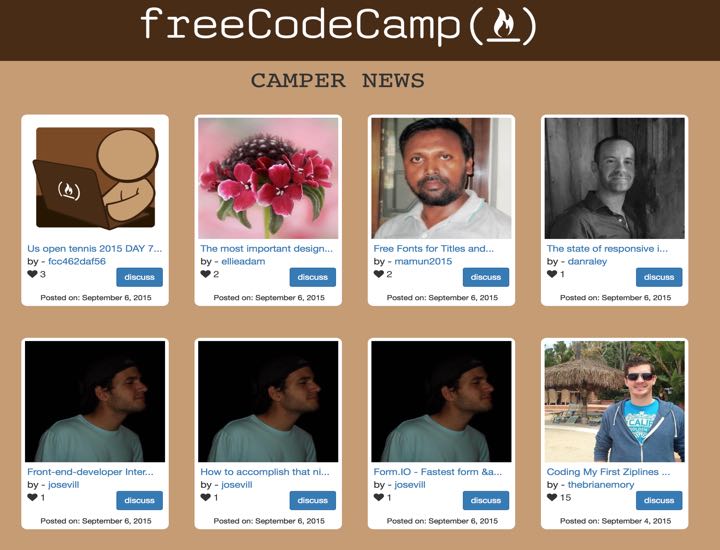 freeCodeCamp(🔥)
CAMPER NEWS
Us open tennis 2015 DAY 7...
by - fcc462daf56
3
discuss
Posted on: September 6, 2015
The most important design...
by - ellieadam
2
discuss
Posted on: September 6, 2015
Free Fonts for Titles and...
by - mamun2015
2
discuss
Posted on: September 6, 2015
The state of responsive i...
by - danraley
1
discuss
Posted on: September 6, 2015
Front-end-developer Inter...
by - josevill
1
discuss
Posted on: September 6, 2015
How to accomplish that ni...
by - josevill
1
discuss
Posted on: September 6, 2015
Form.IO - Fastest form &a...
by - josevill
1
discuss
Posted on: September 6, 2015
CALIF
Coding My First Ziplines ...
by - thebrianemory
15
discuss
Posted on: September 4, 2015